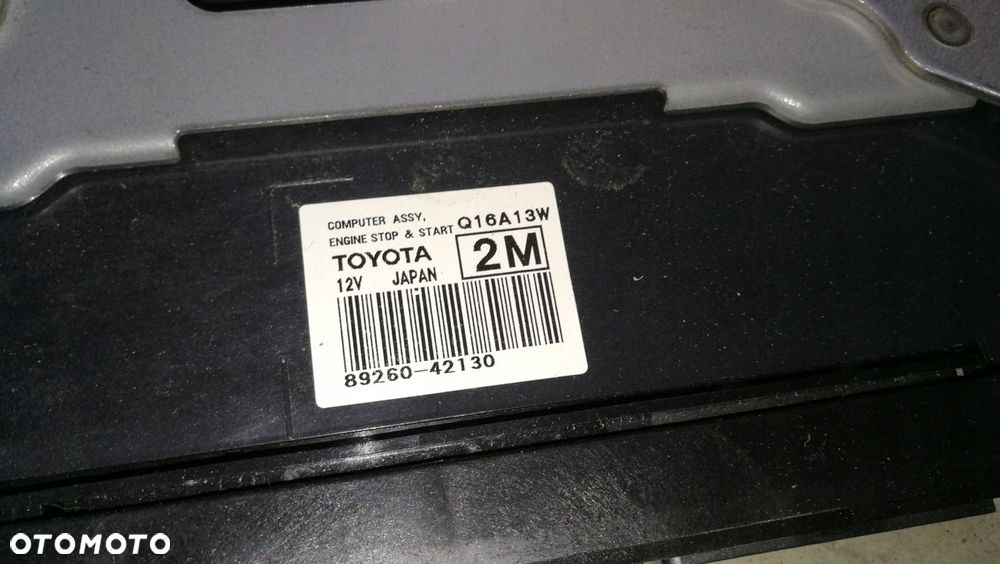 COMPUTER ASSY, Q16A13W
ENGINE STOP & START
TOYOTA 2M
12V JAPAN
89260-42130
OTOMOTO